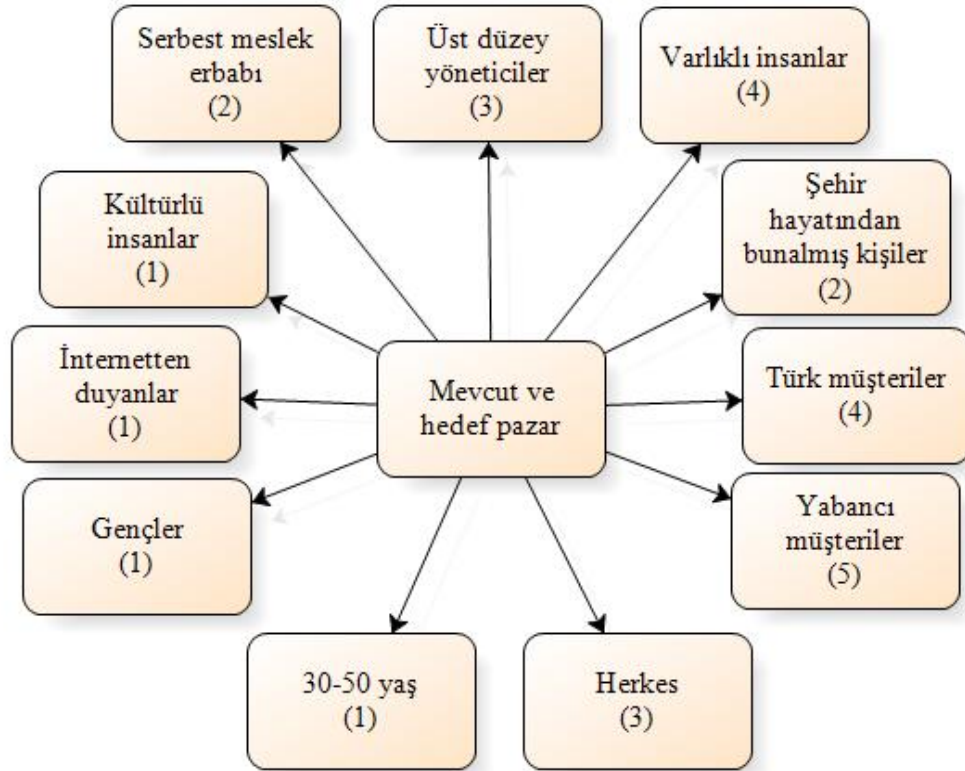 Serbest meslek
erbabı
(2)
Üst düzey
yöneticiler
(3)
Varlıklı insanlar
(4)
Kültürlü
insanlar
(1)
Şehir
hayatından
bunalmış kişiler
(2)
İnternetten
duyanlar
(1)
Mevcut ve
hedef pazar
Türk müşteriler
(4)
Gençler
(1)
Yabancı
müşteriler
(5)
30-50 yaş
(1)
Herkes
(3)